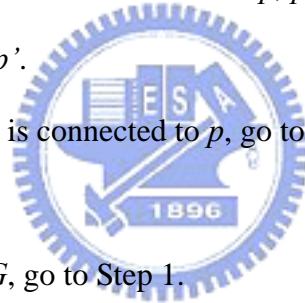 p'.
E S
is connected to p, go to
1896
G, go to Step 1.